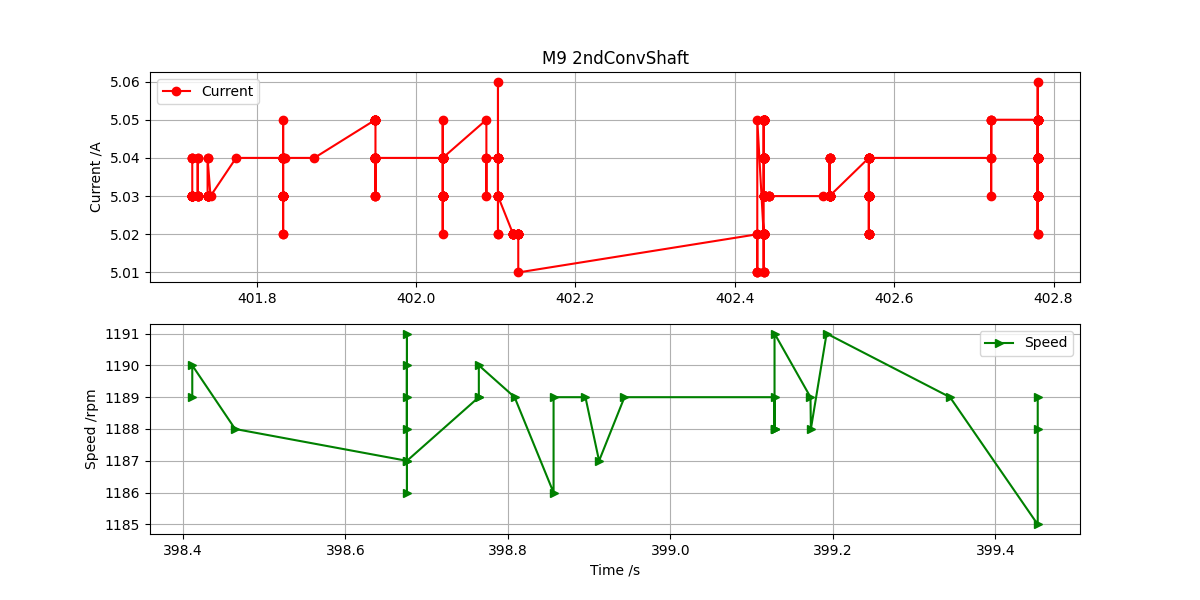 M9 2ndConvShaft
5.06
5.05
5.04
5.03
5.02
5.01
Current /A
Current
401.8 402.0 402.2 402.4 402.6 402.8
1191
1190
1189
1188
1187
1186
1185
Speed /rpm
Speed
398.4 398.6 398.8 399.0 399.2 399.4
Time /s